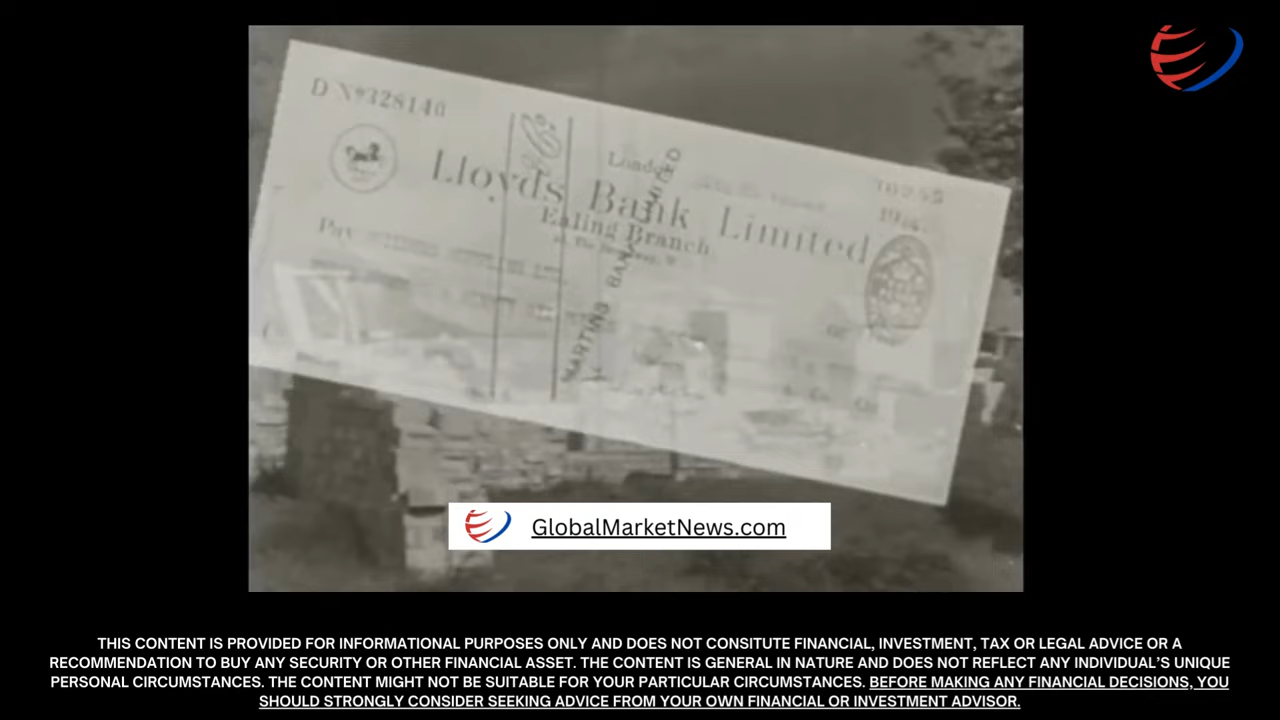 D Nº328140
& Co.
London
Lloyds Bank Limited
Ealing Branch
MARTINS BANK LIMITED
Pay
GlobalMarketNews.com
THIS CONTENT IS PROVIDED FOR INFORMATIONAL PURPOSES ONLY AND DOES NOT CONSITUTE FINANCIAL, INVESTMENT, TAX OR LEGAL ADVICE OR A
RECOMMENDATION TO BUY ANY SECURITY OR OTHER FINANCIAL ASSET. THE CONTENT IS GENERAL IN NATURE AND DOES NOT REFLECT ANY INDIVIDUAL'S UNIQUE
PERSONAL CIRCUMSTANCES. THE CONTENT MIGHT NOT BE SUITABLE FOR YOUR PARTICULAR CIRCUMSTANCES. BEFORE MAKING ANY FINANCIAL DECISIONS, YOU
SHOULD STRONGLY CONSIDER SEEKING ADVICE FROM YOUR OWN FINANCIAL OR INVESTMENT ADVISOR.